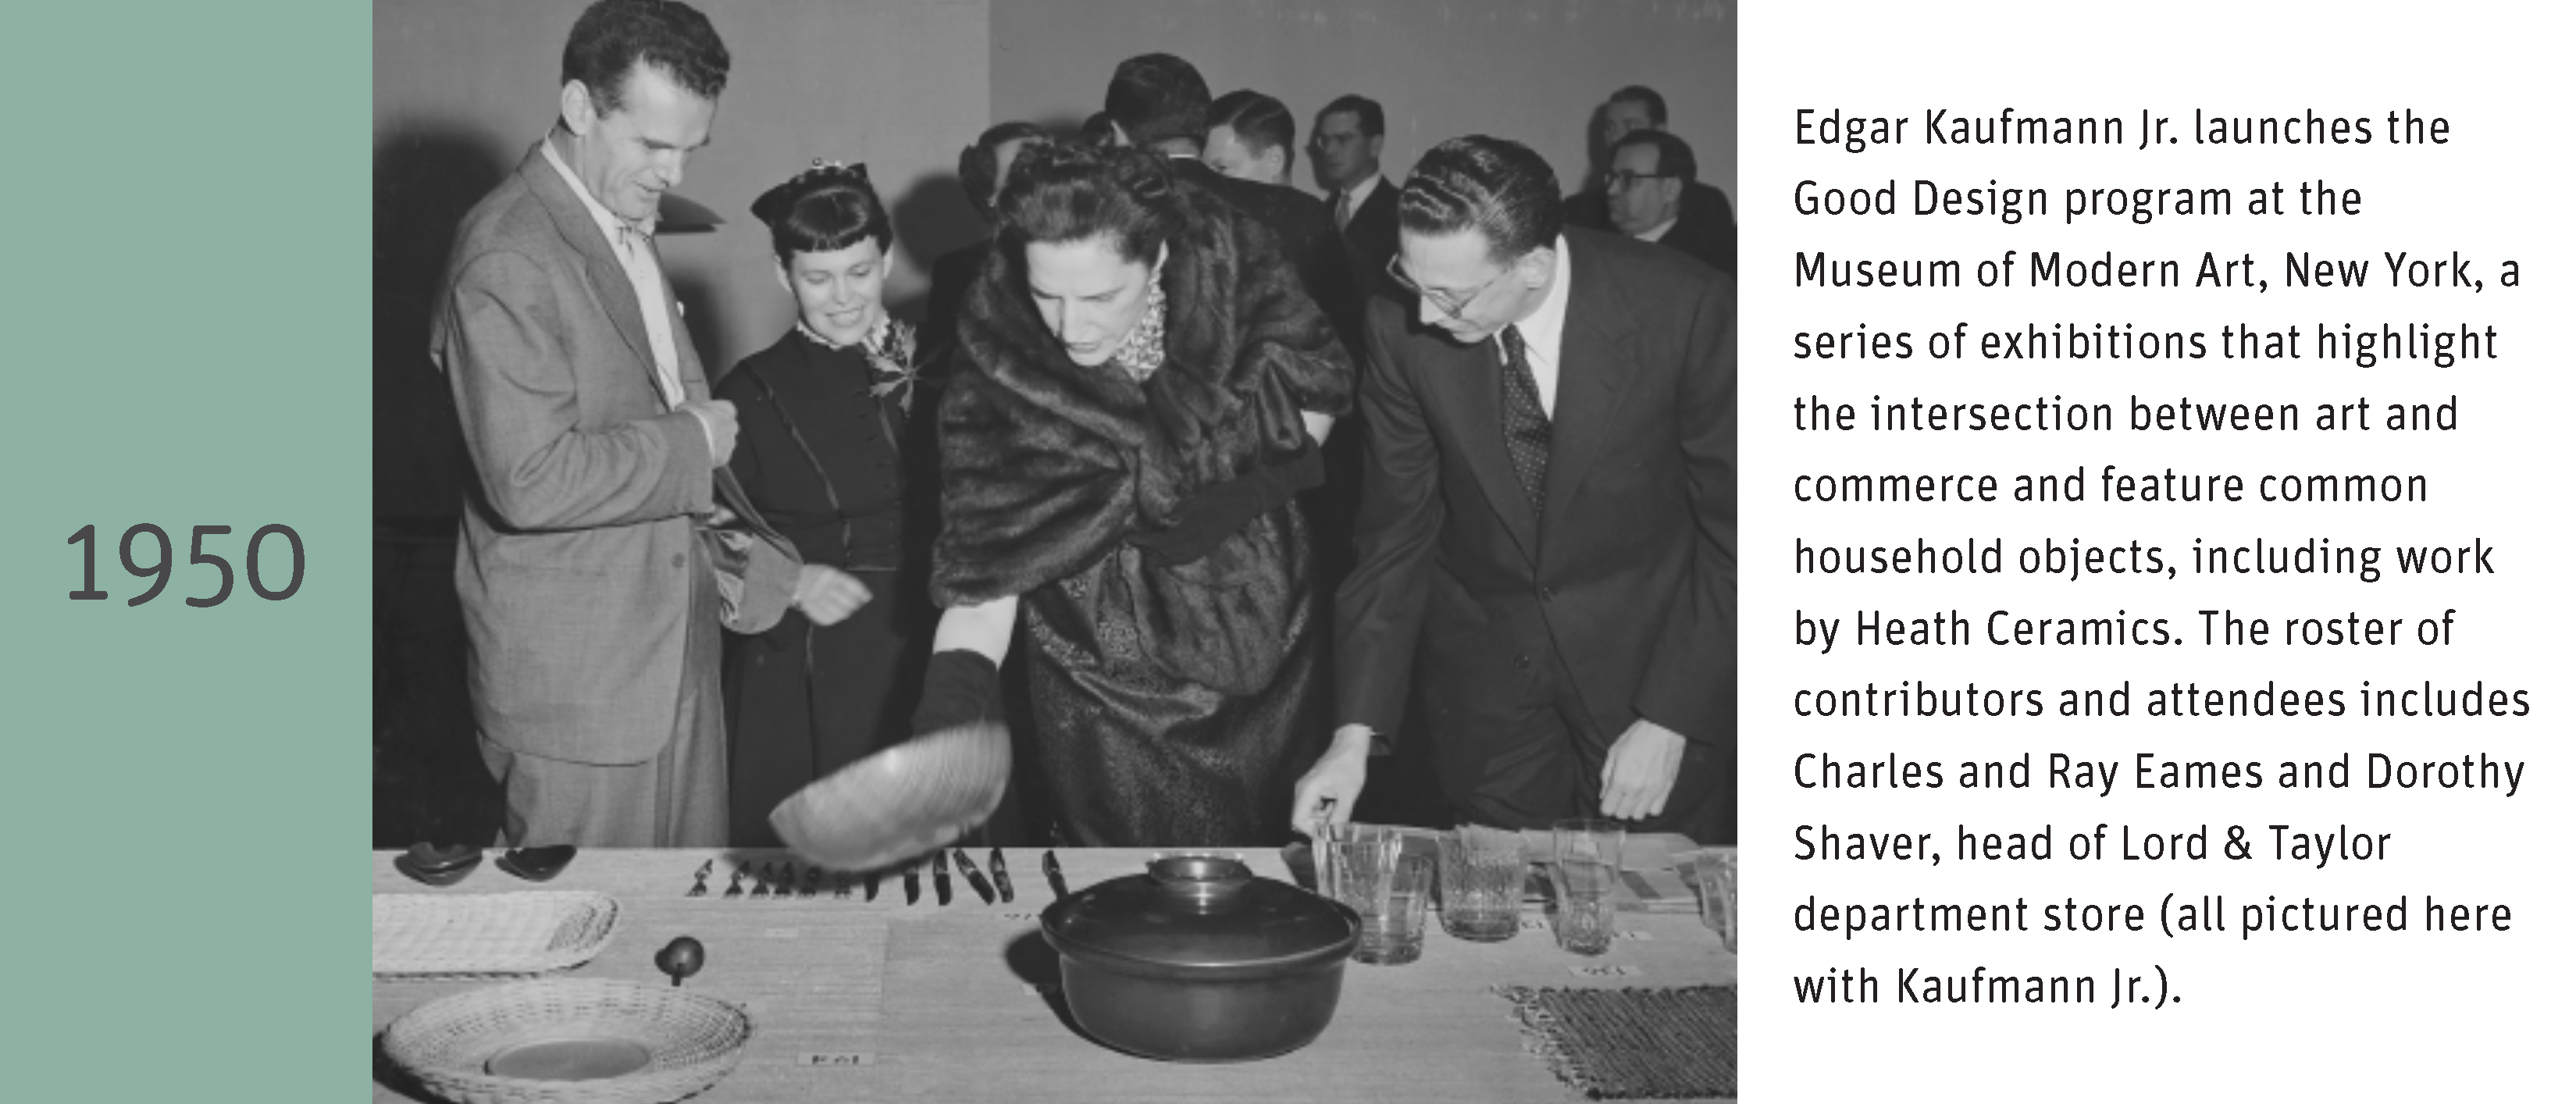 1950
Edgar Kaufmann Jr. launches the
Good Design program at the
Museum of Modern Art, New York, a
series of exhibitions that highlight
the intersection between art and
commerce and feature common
household objects, including work
by Heath Ceramics. The roster of
contributors and attendees includes
Charles and Ray Eames and Dorothy
Shaver, head of Lord & Taylor
department store (all pictured here
with Kaufmann Jr.).